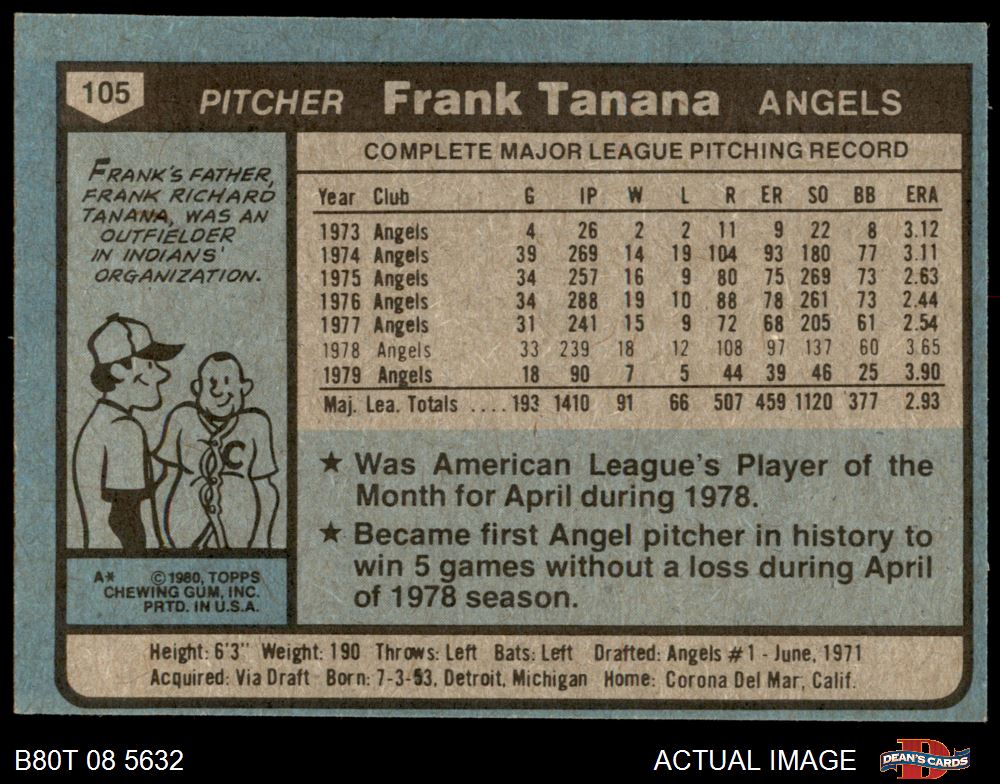 105 PITCHER Frank Tanana ANGELS
FRANK'S FATHER,
FRANK RICHARD
TANANA, WAS AN
OUTFIELDER
IN INDIANS'
ORGANIZATION.
C
A* ©1980, TOPPS
CHEWING GUM, INC.
PRTD. IN U.S.A.
COMPLETE MAJOR LEAGUE PITCHING RECORD
Year Club G IP W L R ER SO BB ERA
1973 Angels 4 26 2 2 11 9 22 8 3.12
1974 Angels 39 269 14 19 104 93 180 77 3.11
1975 Angels 34 257 16 9 80 75 269 73 2.63
1976 Angels 34 288 19 10 88 78 261 73 2.44
1977 Angels 31 241 15 9 72 68 205 61 2.54
1978 Angels 33 239 18 12 108 97 137 60 3.65
1979 Angels 18 90 7 5 44 39 46 25 3.90
Maj. Lea. Totals .... 193 1410 91 66 507 459 1120 377 2.93
★ Was American League's Player of the
Month for April during 1978.
★ Became first Angel pitcher in history to
win 5 games without a loss during April
of 1978 season.
Height: 6'3" Weight: 190 Throws: Left Bats: Left Drafted: Angels #1 - June, 1971
Acquired: Via Draft Born: 7-3-53, Detroit, Michigan Home: Corona Del Mar, Calif.
B80T 08 5632 ACTUAL IMAGE DEAN'S CARDS